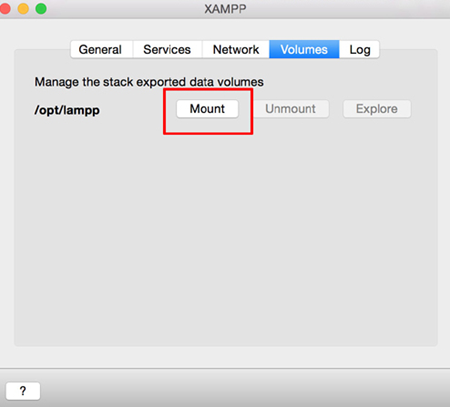 XAMPP
General Services Network Volumes Log
Manage the stack exported data volumes
/opt/lampp Mount Unmount Explore
?